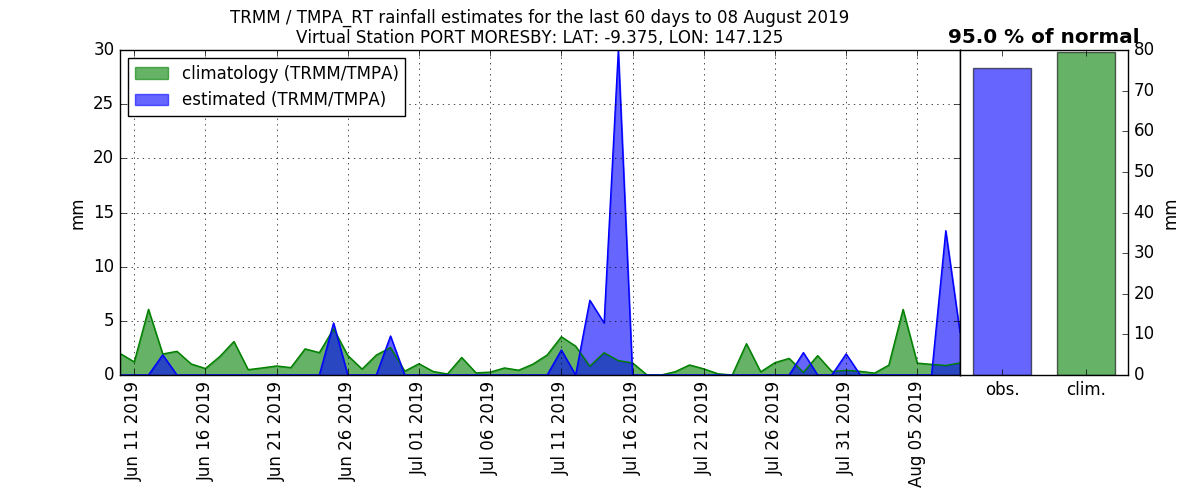 TRMM / TMPA_RT rainfall estimates for the last 60 days to 08 August 2019
Virtual Station PORT MORESBY: LAT: -9.375, LON: 147.125
95.0 % of normal
climatology (TRMM/TMPA)
estimated (TRMM/TMPA)
mm
30
25
20
15
10
5
0
Jun 11 2019
Jun 16 2019
Jun 21 2019
Jun 26 2019
Jul 01 2019
Jul 06 2019
Jul 11 2019
Jul 16 2019
Jul 21 2019
Jul 26 2019
Jul 31 2019
Aug 05 2019
obs.
clim.
80
70
60
50
40
30
20
10
0
mm